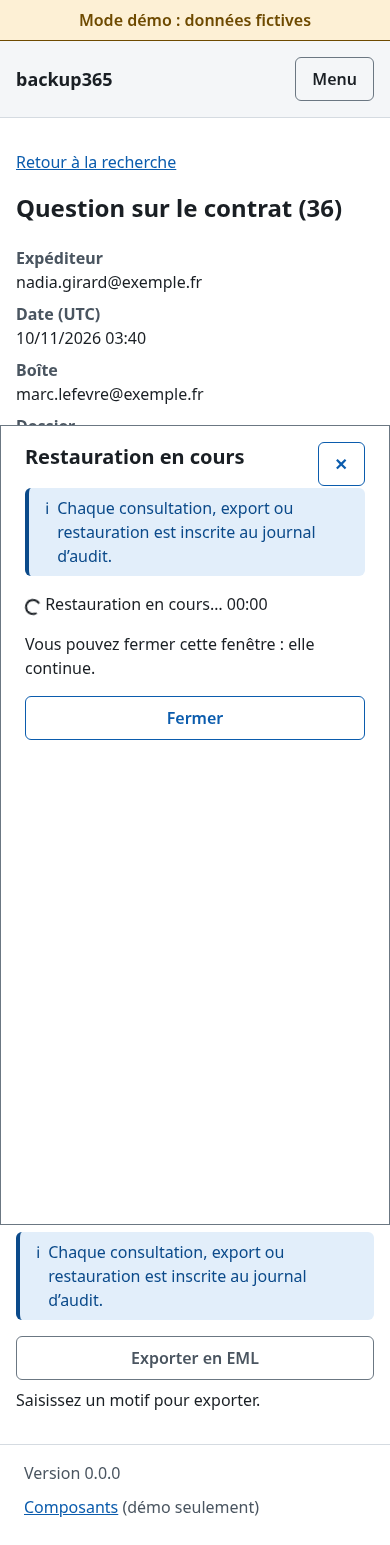 Mode démo : données fictives
backup365
Menu
Retour à la recherche
Question sur le contrat (36)
Expéditeur
nadia.girard@exemple.fr
Date (UTC)
10/11/2026 03:40
Boîte
marc.lefevre@exemple.fr
Dossier
Restauration en cours
×
i Chaque consultation, export ou
restauration est inscrite au journal
d’audit.
Restauration en cours… 00:00
Vous pouvez fermer cette fenêtre : elle
continue.
Fermer
i Chaque consultation, export ou
restauration est inscrite au journal
d’audit.
Exporter en EML
Saisissez un motif pour exporter.
Version 0.0.0
Composants (démo seulement)